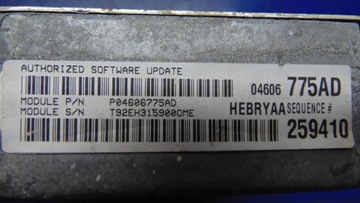 AUTHORIZED SOFTWARE UPDATE
04606 775AD
MODULE P/N P04606775AD
MODULE S/N T92EH315900OME
HEBRYAA SEQUENCE #
259410